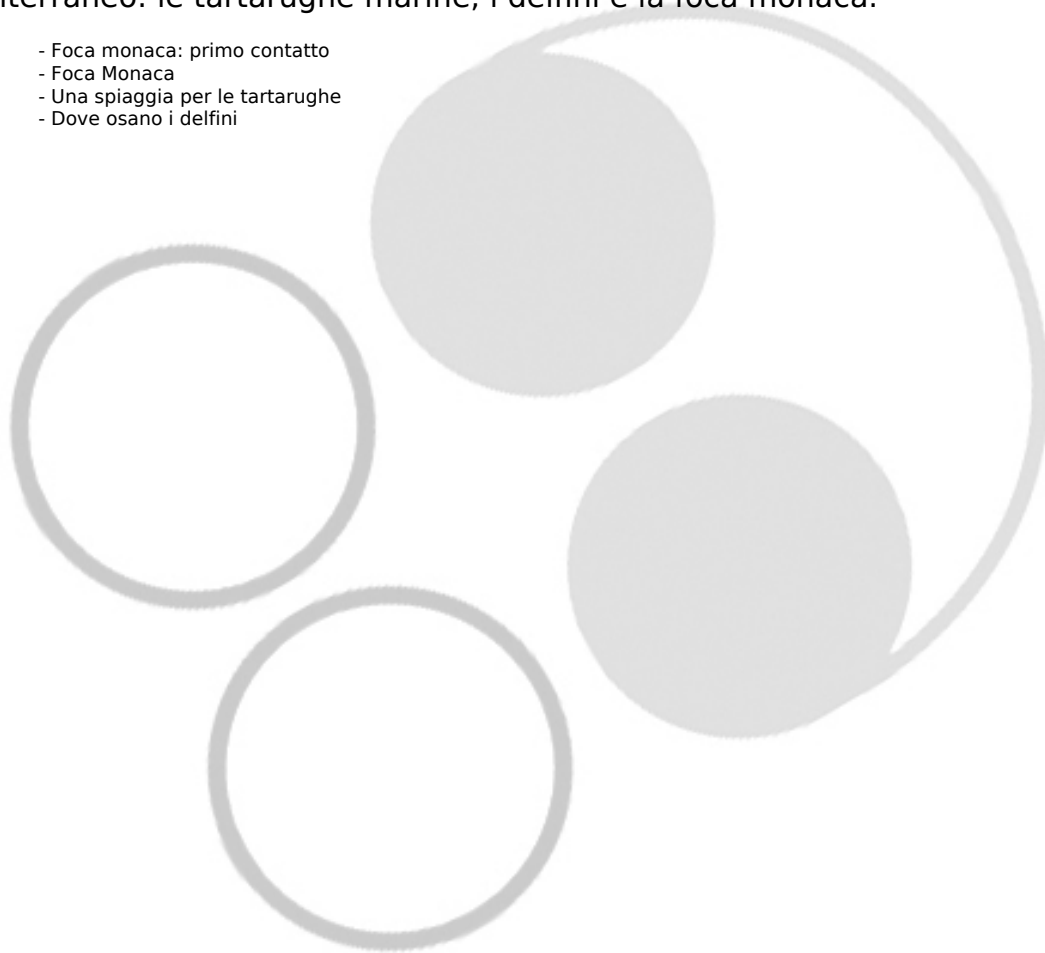 iterraneo: le tartarughe marine, i delfini e la foca monaca.
- Foca monaca: primo contatto
- Foca Monaca
- Una spiaggia per le tartarughe
- Dove osano i delfini